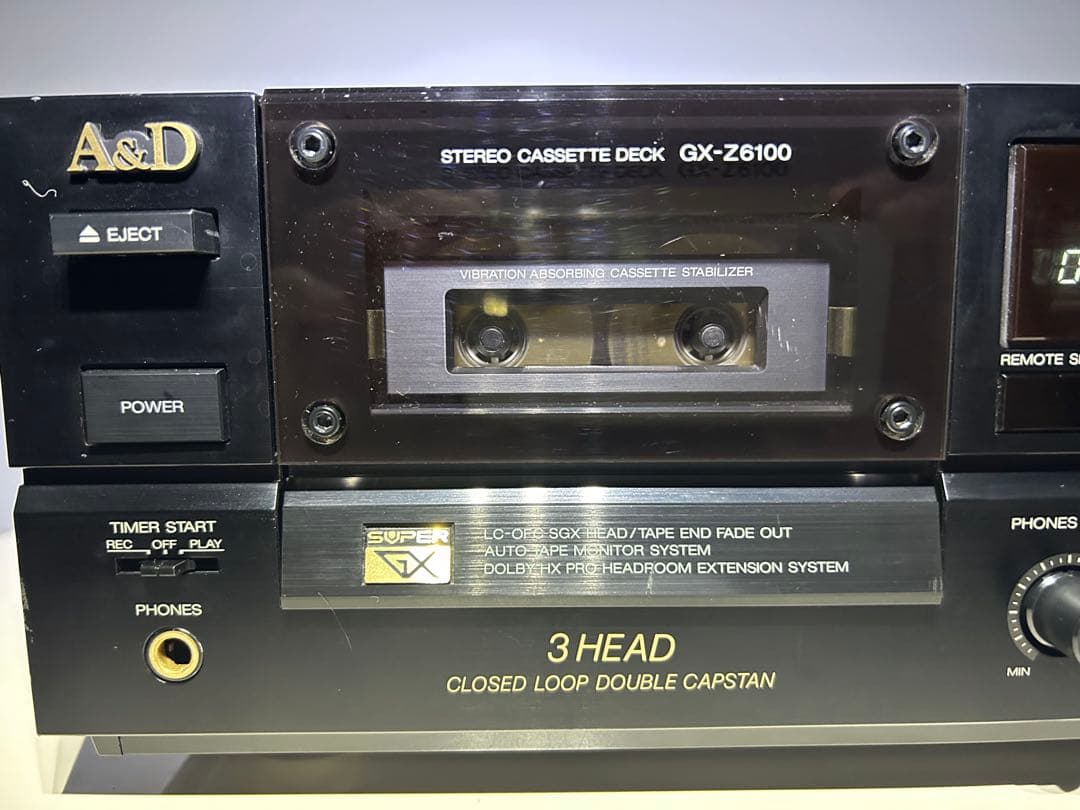 A&D
STEREO CASSETTE DECK GX-Z6100
EJECT
VIBRATION ABSORBING CASSETTE STABILIZER
POWER
REMOTE
TIMER START
REC OFF PLAY
PHONES
SUPER
GX
LC-OFC SGX HEAD/TAPE END FADE OUT
AUTO TAPE MONITOR SYSTEM
DOLBY HX PRO HEADROOM EXTENSION SYSTEM
3 HEAD
CLOSED LOOP DOUBLE CAPSTAN
PHONES
MIN